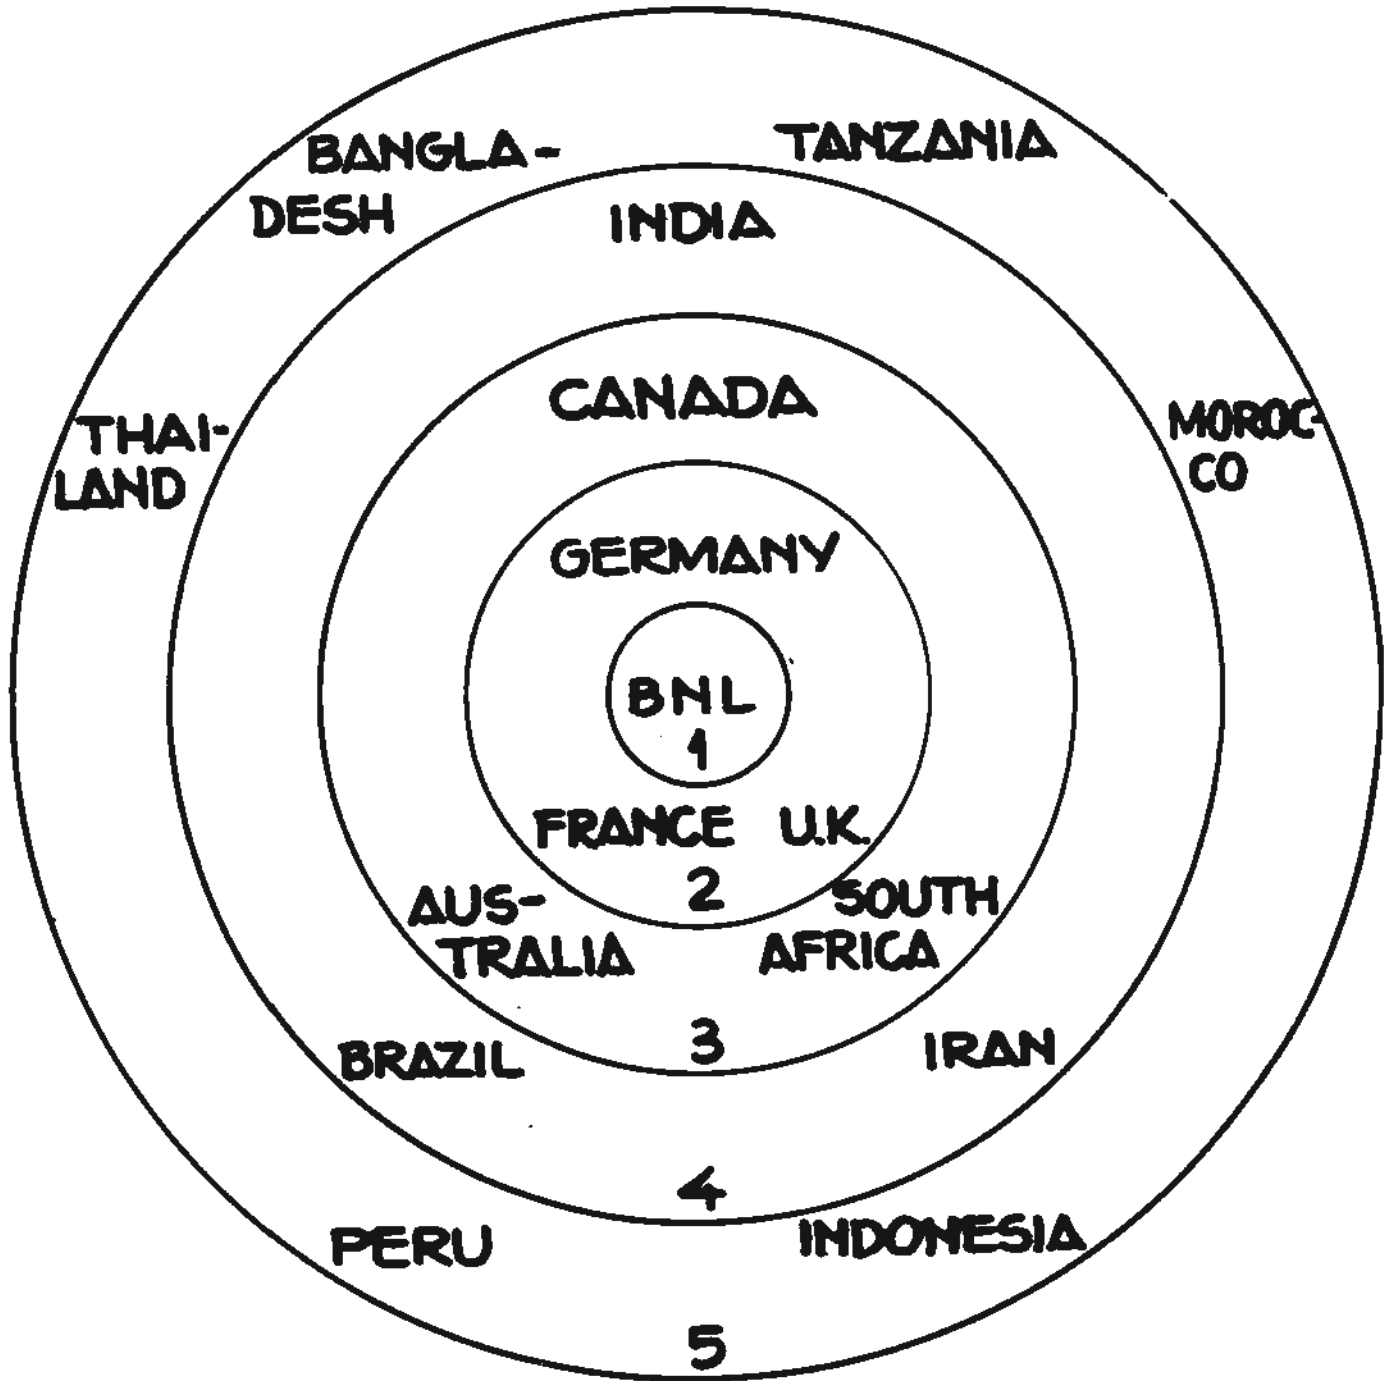 BANGLA-
DESH
TANZANIA
INDIA
CANADA
THAI-
LAND
MOROC-
CO
GERMANY
BNL
1
FRANCE U.K.
2
AUS-
TRALIA
SOUTH
AFRICA
3
BRAZIL
IRAN
4
PERU
INDONESIA
5